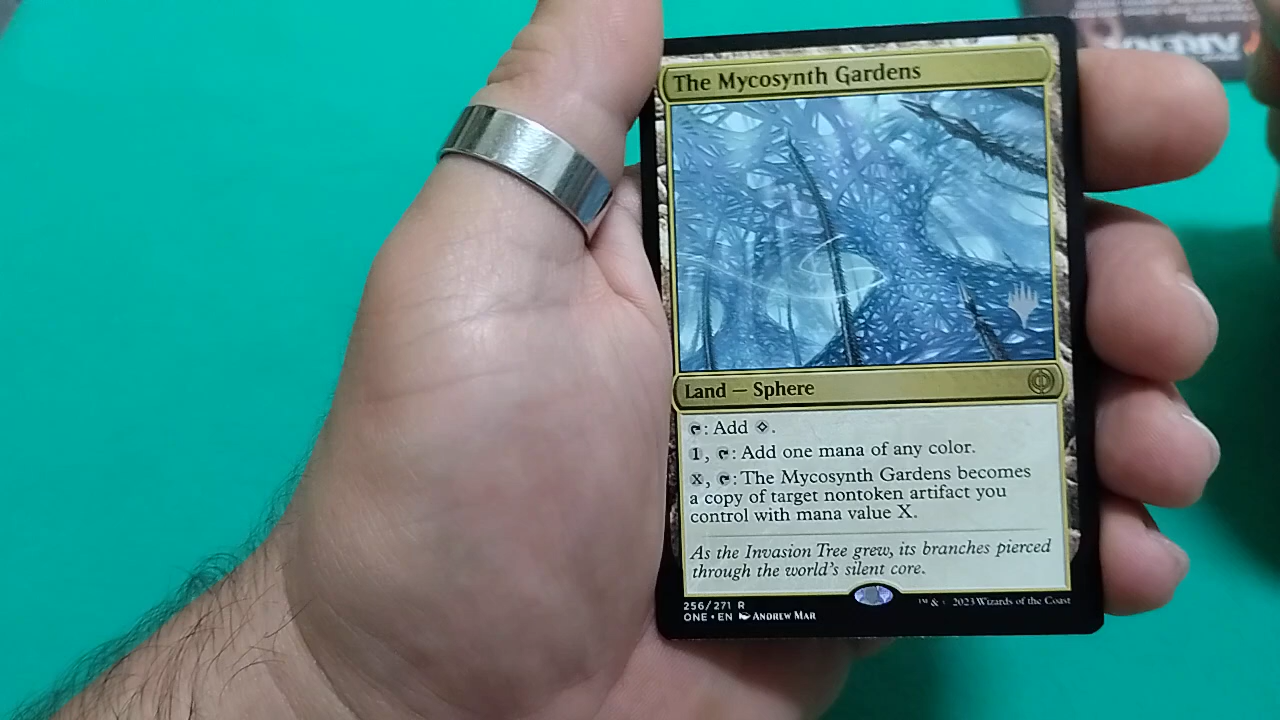 The Mycosynth Gardens
Land — Sphere
: Add .
1, : Add one mana of any color.
X, : The Mycosynth Gardens becomes
a copy of target nontoken artifact you
control with mana value X.
As the Invasion Tree grew, its branches pierced
through the world's silent core.
256/271 R
ONE • EN Andrew Mar
™ & 2023 Wizards of the Coast